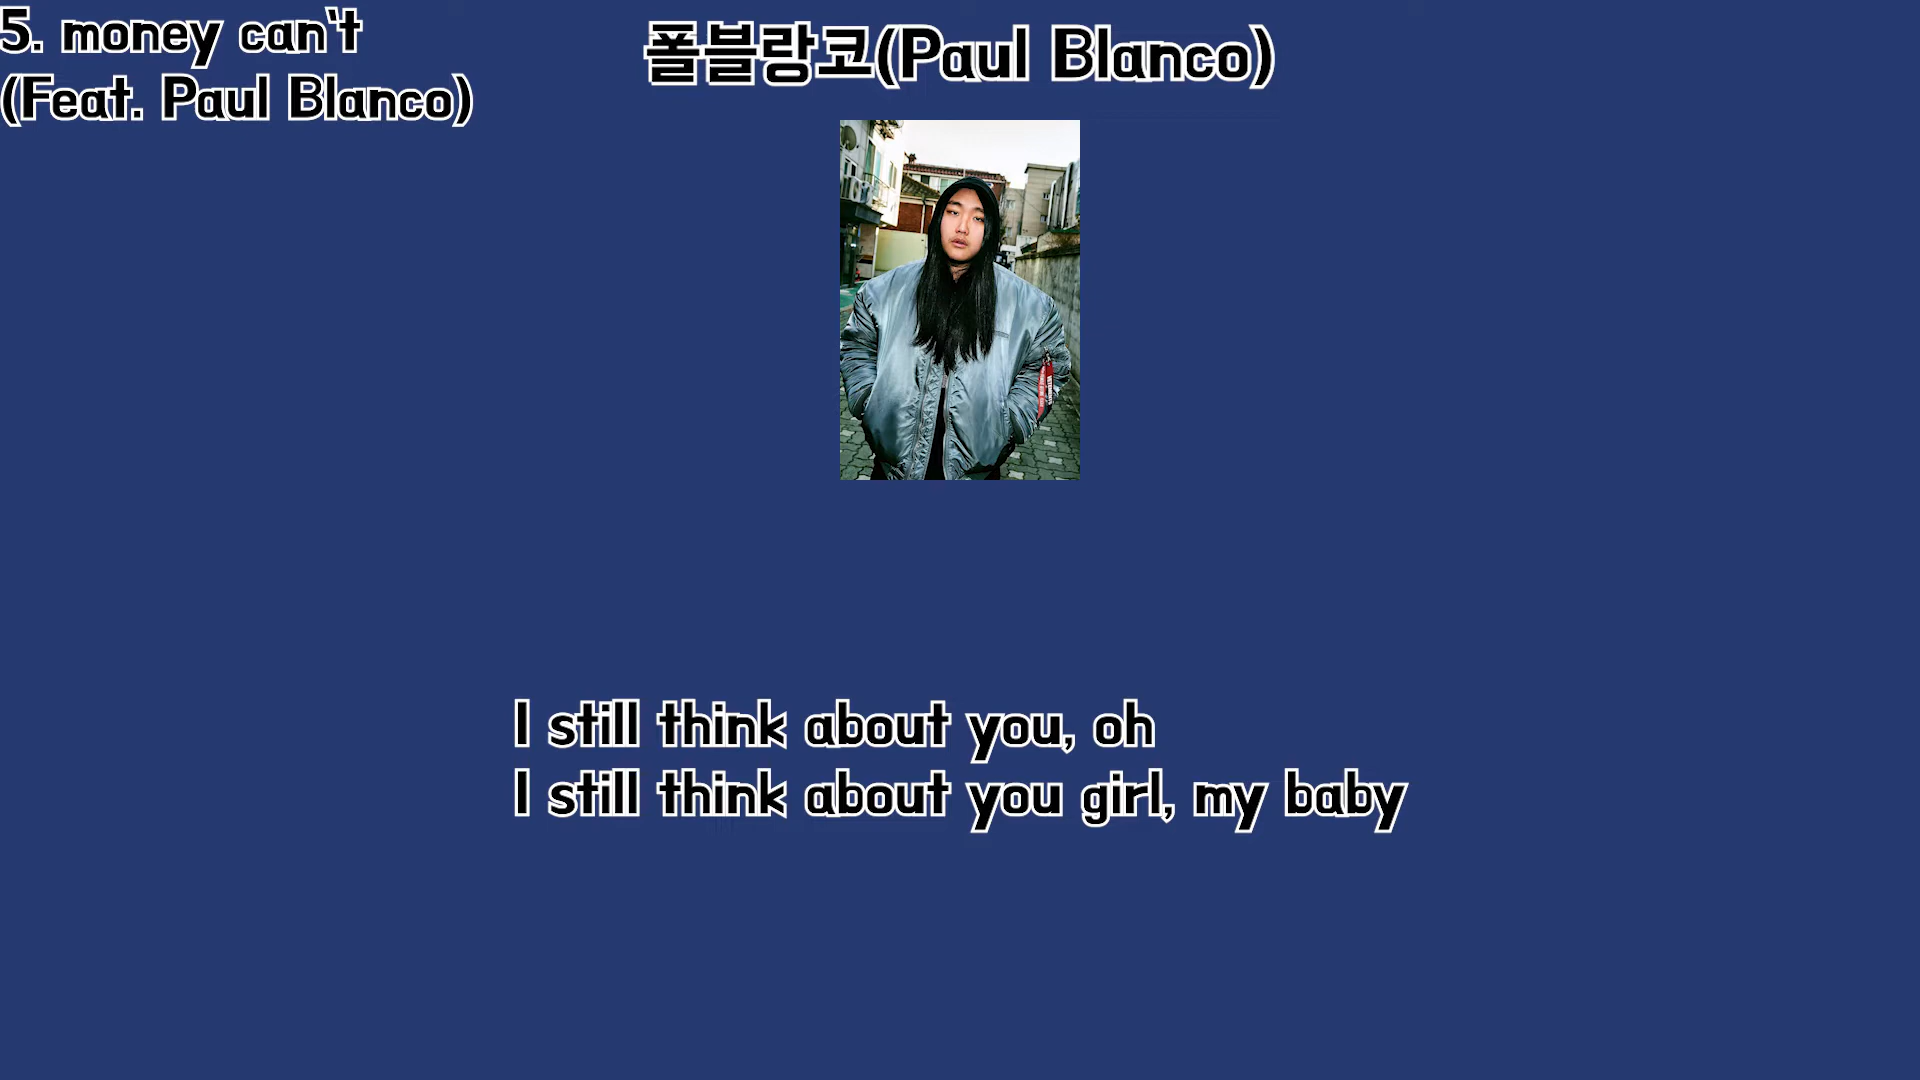 5. money can't
(Feat. Paul Blanco)
폴블랑코(Paul Blanco)
I still think about you, oh
I still think about you girl, my baby